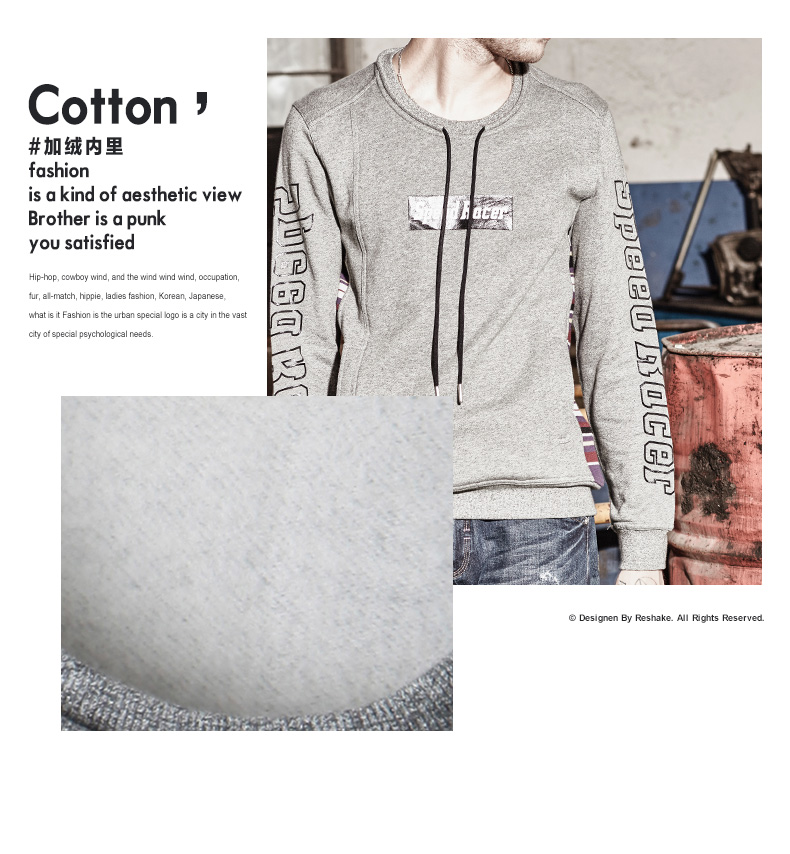 Cotton ’
#加绒内里
fashion
is a kind of aesthetic view
Brother is a punk
you satisfied
Hip-hop, cowboy wind, and the wind wind wind, occupation,
fur, all-match, hippie, ladies fashion, Korean, Japanese,
what is it Fashion is the urban special logo is a city in the vast
city of special psychological needs.
Speed Racer
Speed Racer
© Designen By Reshake. All Rights Reserved.